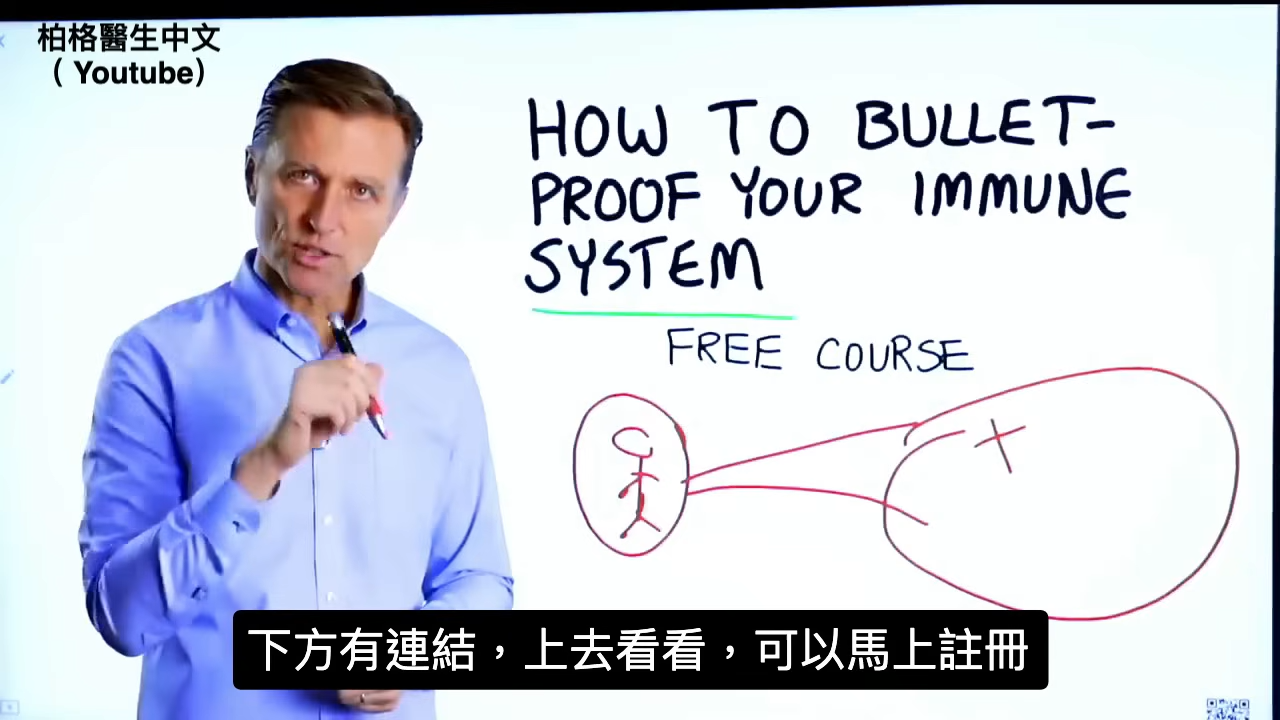 柏格醫生中文
( Youtube)
HOW TO BULLET-
PROOF YOUR IMMUNE
SYSTEM
FREE COURSE
下方有連結，上去看看，可以馬上註冊